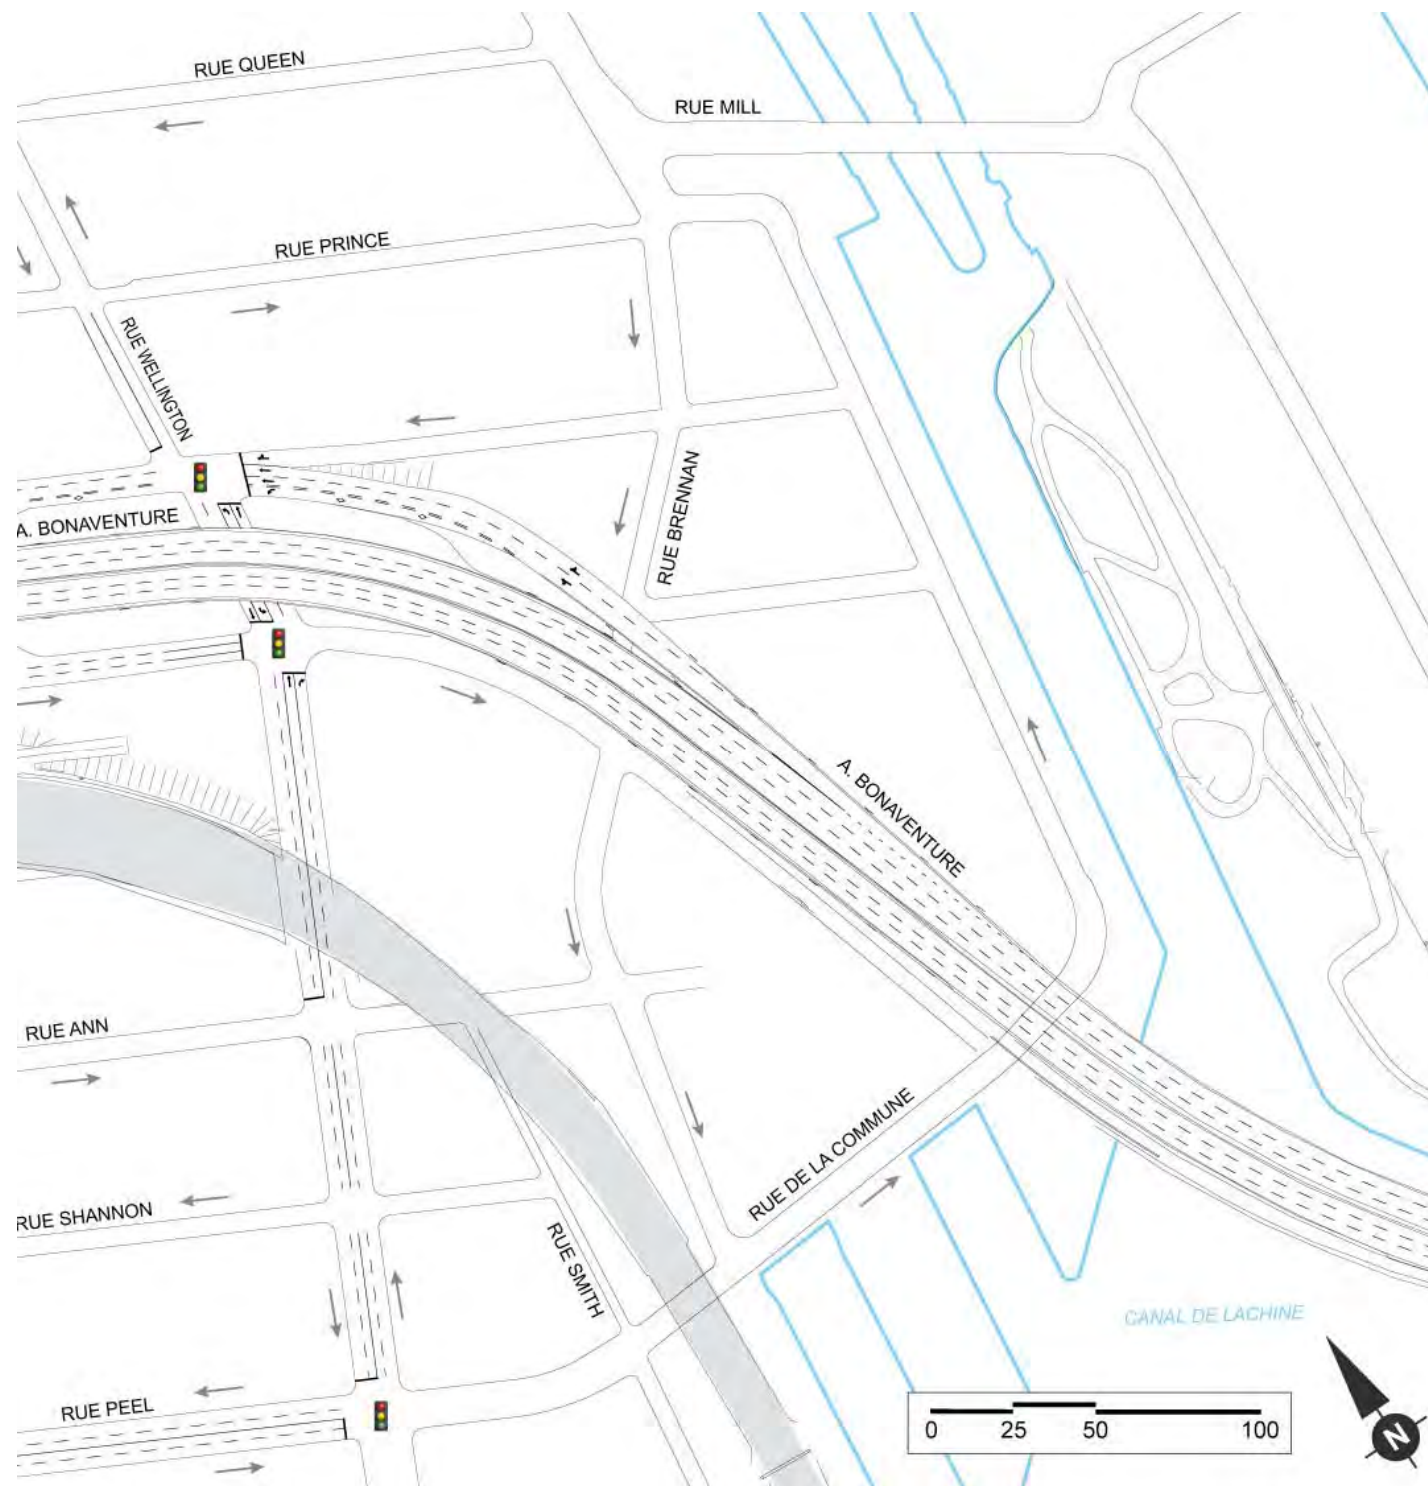 RUE QUEEN
RUE MILL
RUE PRINCE
RUE WELLINGTON
RUE BRENNAN
A. BONAVENTURE
A. BONAVENTURE
RUE ANN
RUE DE LA COMMUNE
RUE SHANNON
RUE SMITH
CANAL DE LACHINE
RUE PEEL
0 25 50 100
N